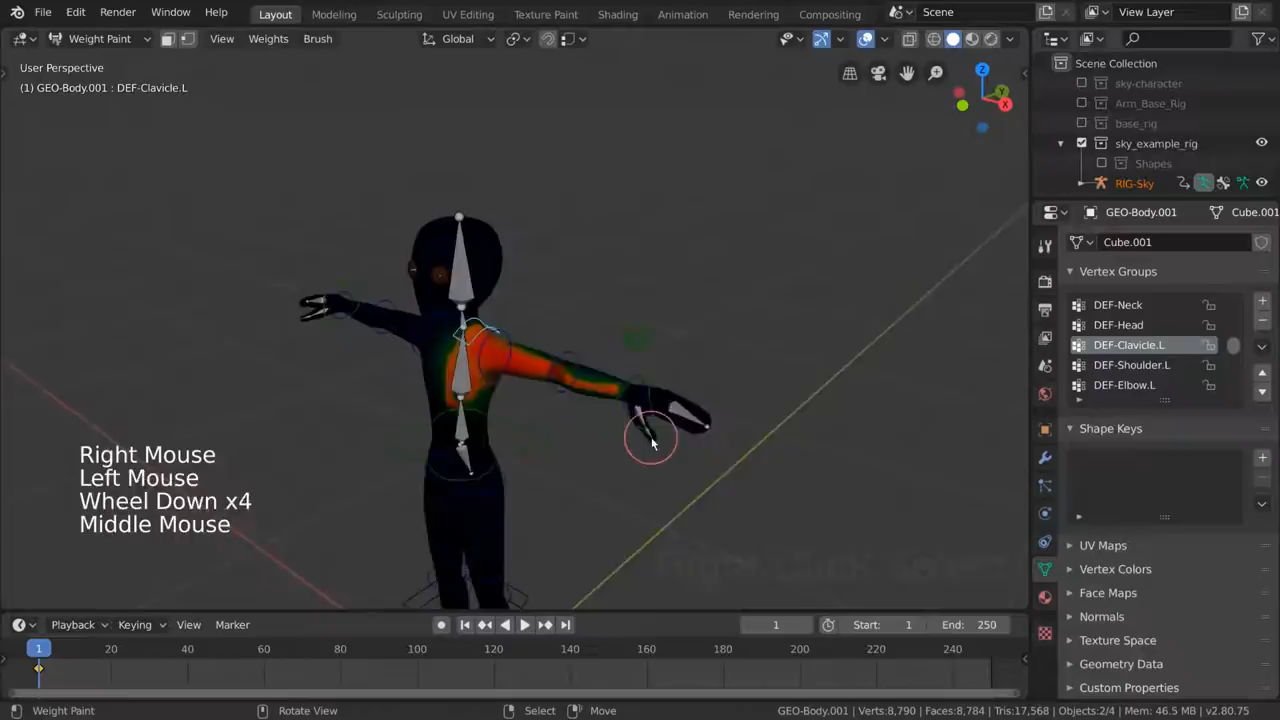 File Edit Render Window Help Layout Modeling Sculpting UV Editing Texture Paint Shading Animation Rendering Compositing Scene View Layer
Weight Paint View Weights Brush Global
User Perspective
(1) GEO-Body.001 : DEF-Clavicle.L
Z
Y
X
Right Mouse
Left Mouse
Wheel Down x4
Middle Mouse
Scene Collection
sky-character
Arm_Base_Rig
base_rig
sky_example_rig
Shapes
RIG-Sky
GEO-Body.001 Cube.001
Cube.001
Vertex Groups
DEF-Neck
DEF-Head
DEF-Clavicle.L
DEF-Shoulder.L
DEF-Elbow.L
Shape Keys
UV Maps
Vertex Colors
Face Maps
Normals
Texture Space
Geometry Data
Custom Properties
Playback Keying View Marker 1 Start: 1 End: 250
1 20 40 60 80 100 120 140 160 180 200 220 240
Weight Paint Rotate View Select Move GEO-Body.001 | Verts:8,790 | Faces:8,784 | Tris:17,568 | Objects:2/4 | Mem: 46.5 MB | v2.80.75